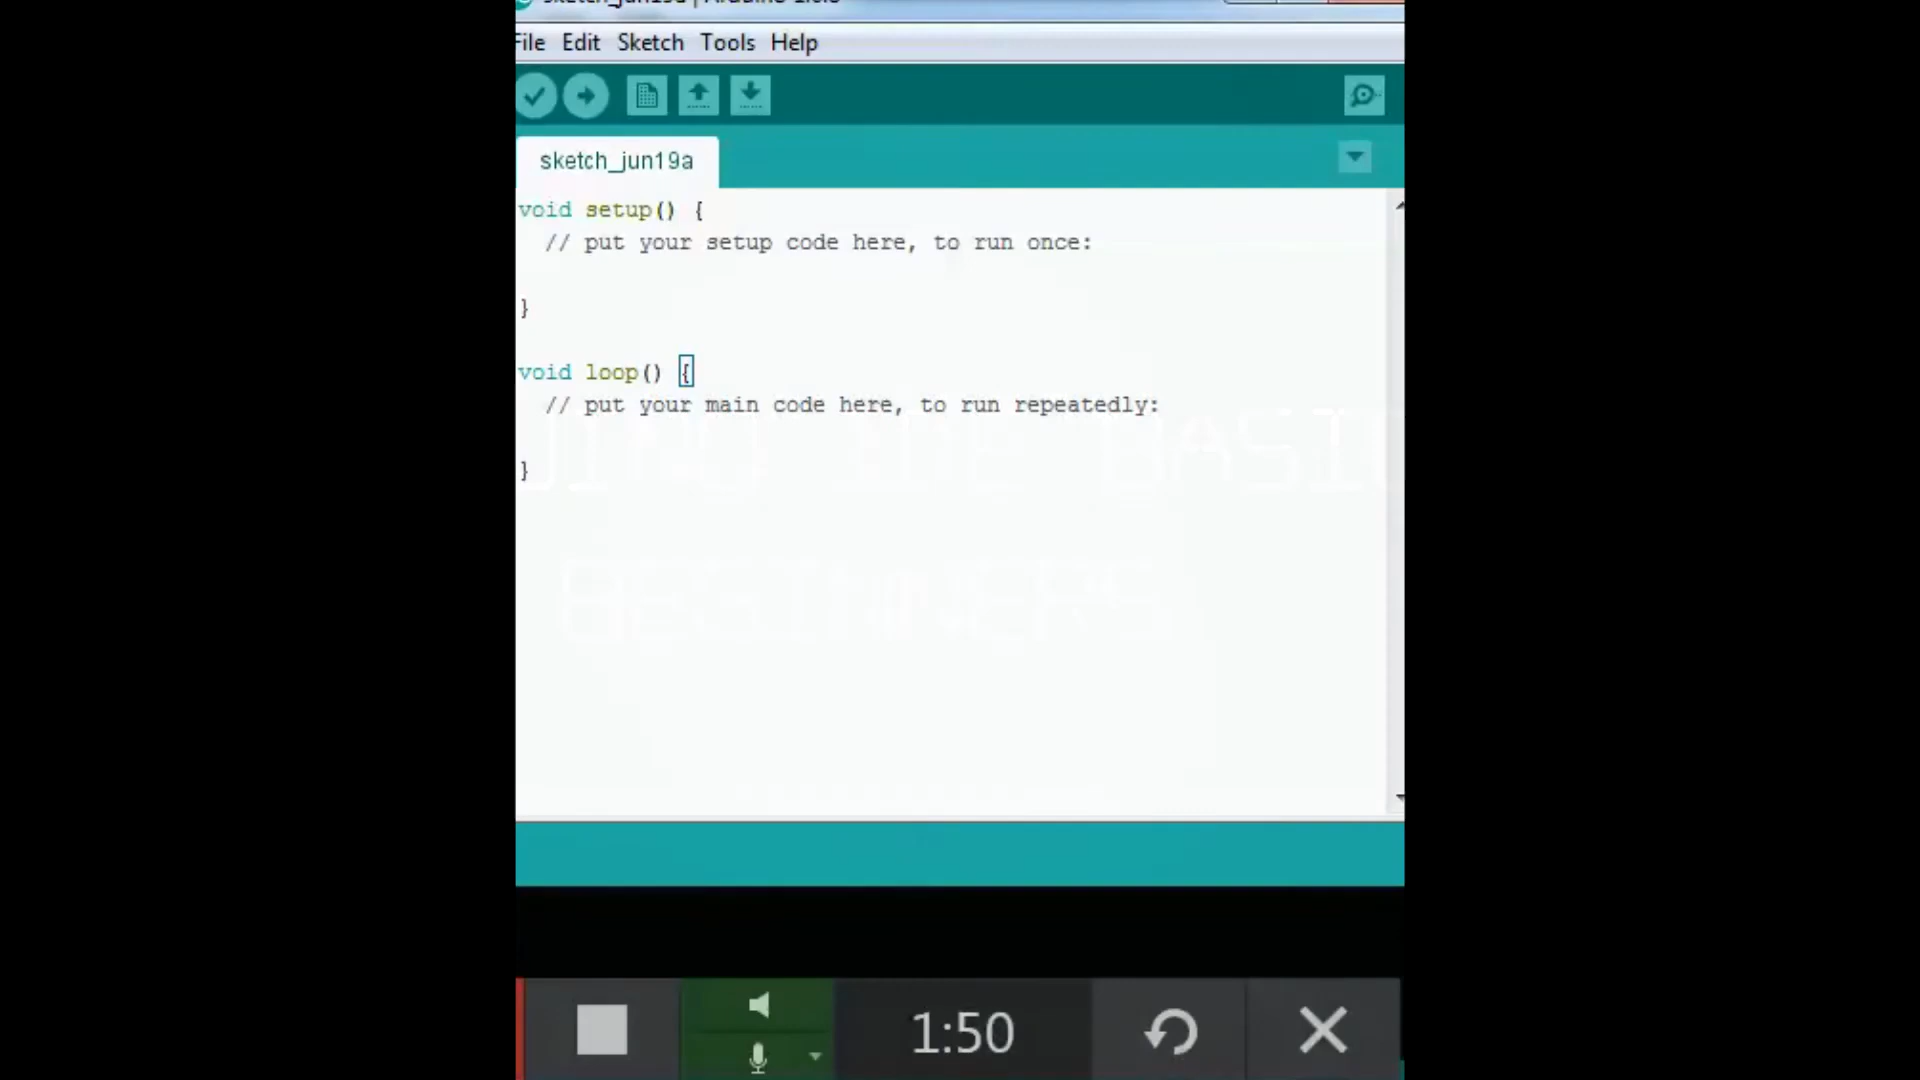 File Edit Sketch Tools Help
sketch_jun19a
void setup() {
// put your setup code here, to run once:
}
void loop() {
// put your main code here, to run repeatedly:
}
BEGINNERS
1:50